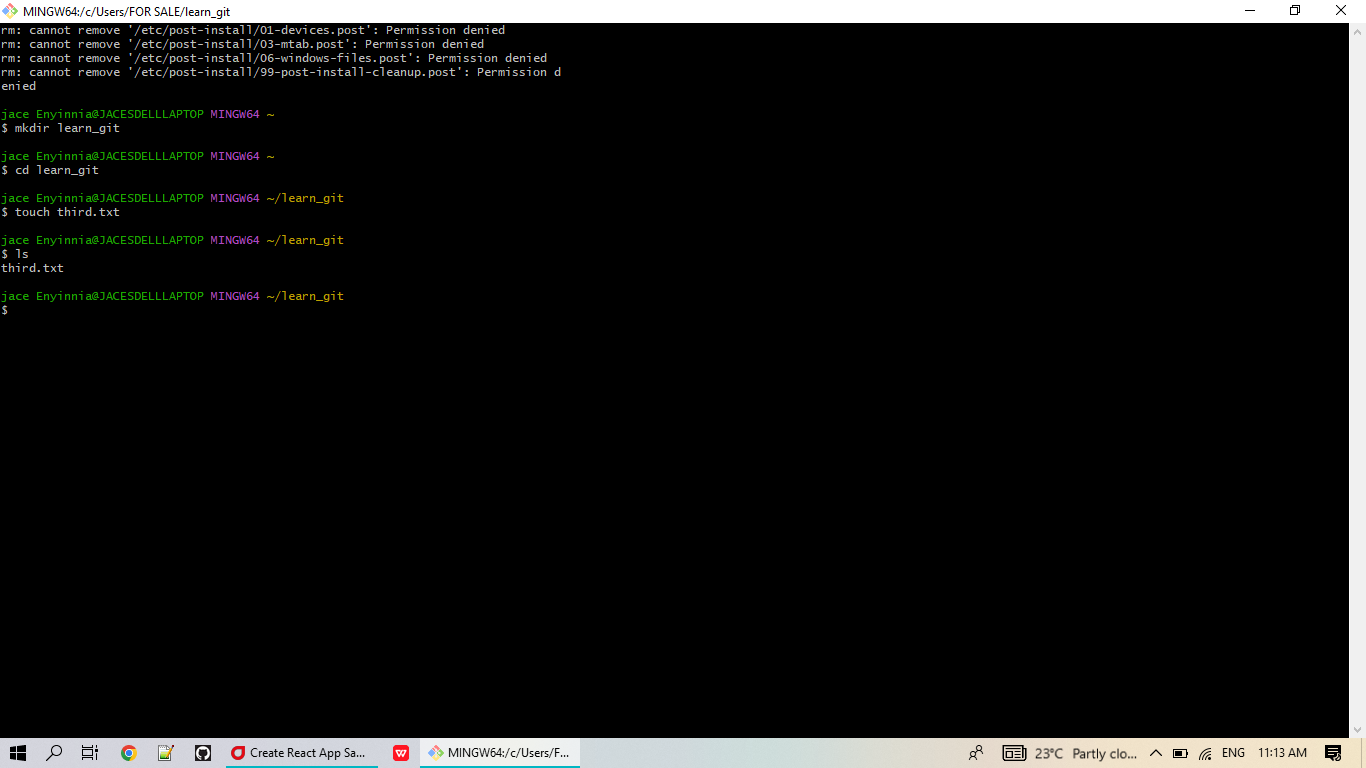 MINGW64:/c/Users/FOR SALE/learn_git
rm: cannot remove '/etc/post-install/01-devices.post': Permission denied
rm: cannot remove '/etc/post-install/03-mtab.post': Permission denied
rm: cannot remove '/etc/post-install/06-windows-files.post': Permission denied
rm: cannot remove '/etc/post-install/99-post-install-cleanup.post': Permission d
enied
jace Enyinnia@JACESDELLLAPTOP MINGW64 ~
$ mkdir learn_git
jace Enyinnia@JACESDELLLAPTOP MINGW64 ~
$ cd learn_git
jace Enyinnia@JACESDELLLAPTOP MINGW64 ~/learn_git
$ touch third.txt
jace Enyinnia@JACESDELLLAPTOP MINGW64 ~/learn_git
$ ls
third.txt
jace Enyinnia@JACESDELLLAPTOP MINGW64 ~/learn_git
$
Create React App Sa... MINGW64:/c/Users/F... 23°C Partly clo... ENG 11:13 AM